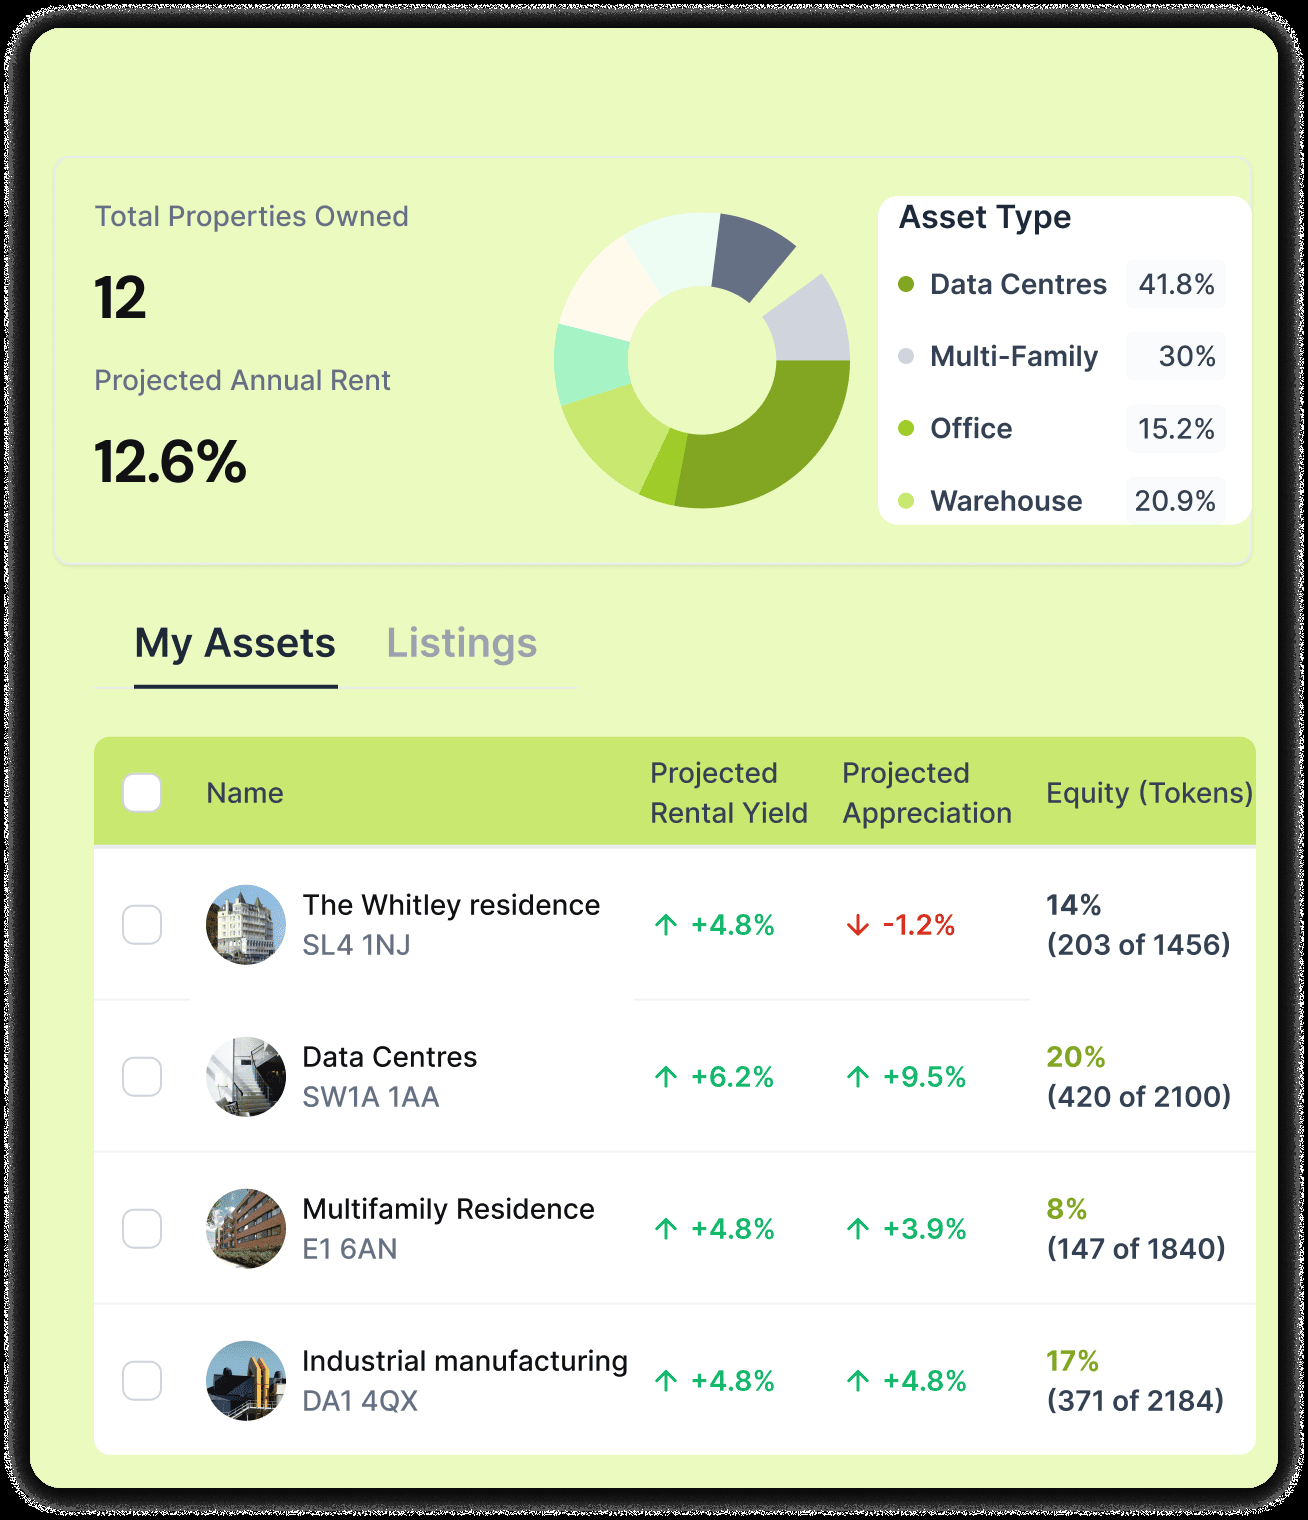 Total Properties Owned
12
Projected Annual Rent
12.6%
Asset Type
Data Centres 41.8%
Multi-Family 30%
Office 15.2%
Warehouse 20.9%
My Assets Listings
Name
Projected
Rental Yield
Projected
Appreciation
Equity (Tokens)
The Whitley residence
SL4 1NJ
+4.8%
-1.2%
14%
(203 of 1456)
Data Centres
SW1A 1AA
+6.2%
+9.5%
20%
(420 of 2100)
Multifamily Residence
E1 6AN
+4.8%
+3.9%
8%
(147 of 1840)
Industrial manufacturing
DA1 4QX
+4.8%
+4.8%
17%
(371 of 2184)